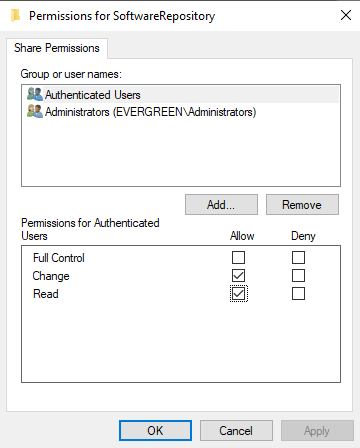 Permissions for SoftwareRepository
Share Permissions
Group or user names:
Authenticated Users
Administrators (EVERGREEN\Administrators)
Add...
Remove
Permissions for Authenticated
Users
Allow
Deny
Full Control
Change
Read
OK
Cancel
Apply